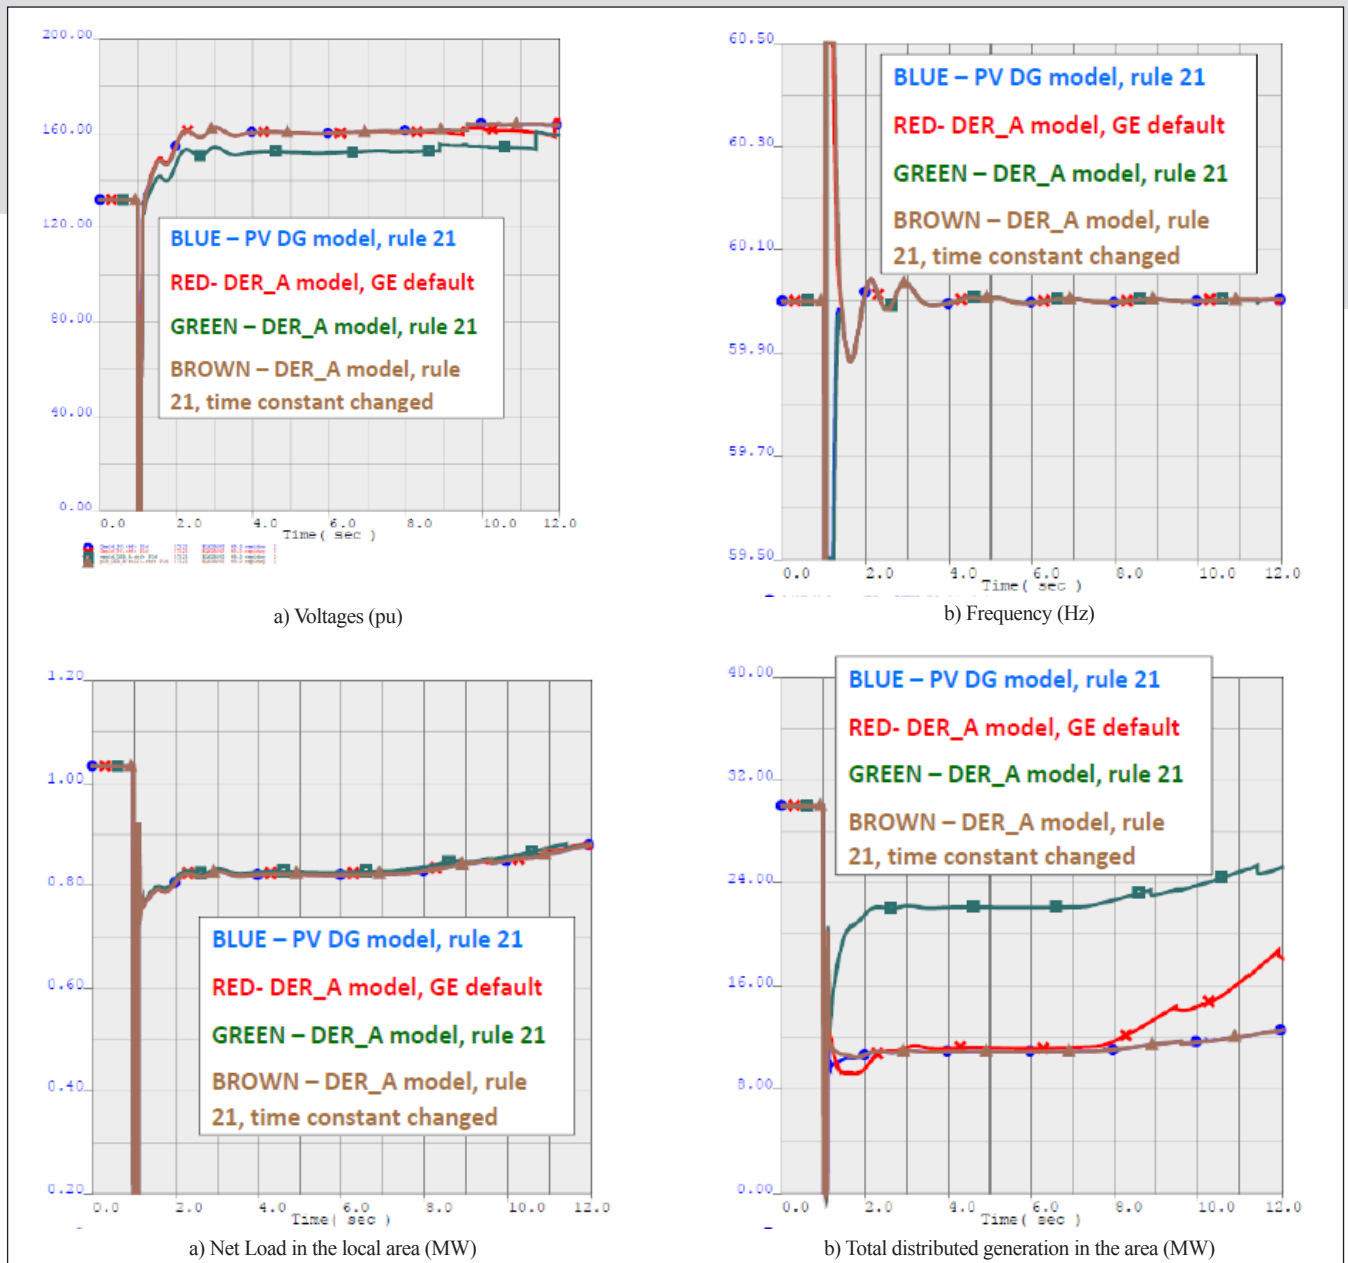 200.00
160.00
120.00
80.00
40.00
0.00
BLUE – PV DG model, rule 21
RED- DER_A model, GE default
GREEN – DER_A model, rule 21
BROWN – DER_A model, rule
21, time constant changed
0.0 2.0 4.0 6.0 8.0 10.0 12.0
Time( sec )
a) Voltages (pu)
60.50
60.30
60.10
60.00
59.90
59.70
59.50
BLUE – PV DG model, rule 21
RED- DER_A model, GE default
GREEN – DER_A model, rule 21
BROWN – DER_A model, rule
21, time constant changed
0.0 2.0 4.0 6.0 8.0 10.0 12.0
Time( sec )
b) Frequency (Hz)
1.20
1.00
0.80
0.60
0.40
0.20
BLUE – PV DG model, rule 21
RED- DER_A model, GE default
GREEN – DER_A model, rule 21
BROWN – DER_A model, rule
21, time constant changed
0.0 2.0 4.0 6.0 8.0 10.0 12.0
Time( sec )
a) Net Load in the local area (MW)
40.00
32.00
24.00
16.00
8.00
0.00
BLUE – PV DG model, rule 21
RED- DER_A model, GE default
GREEN – DER_A model, rule 21
BROWN – DER_A model, rule
21, time constant changed
0.0 2.0 4.0 6.0 8.0 10.0 12.0
Time( sec )
b) Total distributed generation in the area (MW)